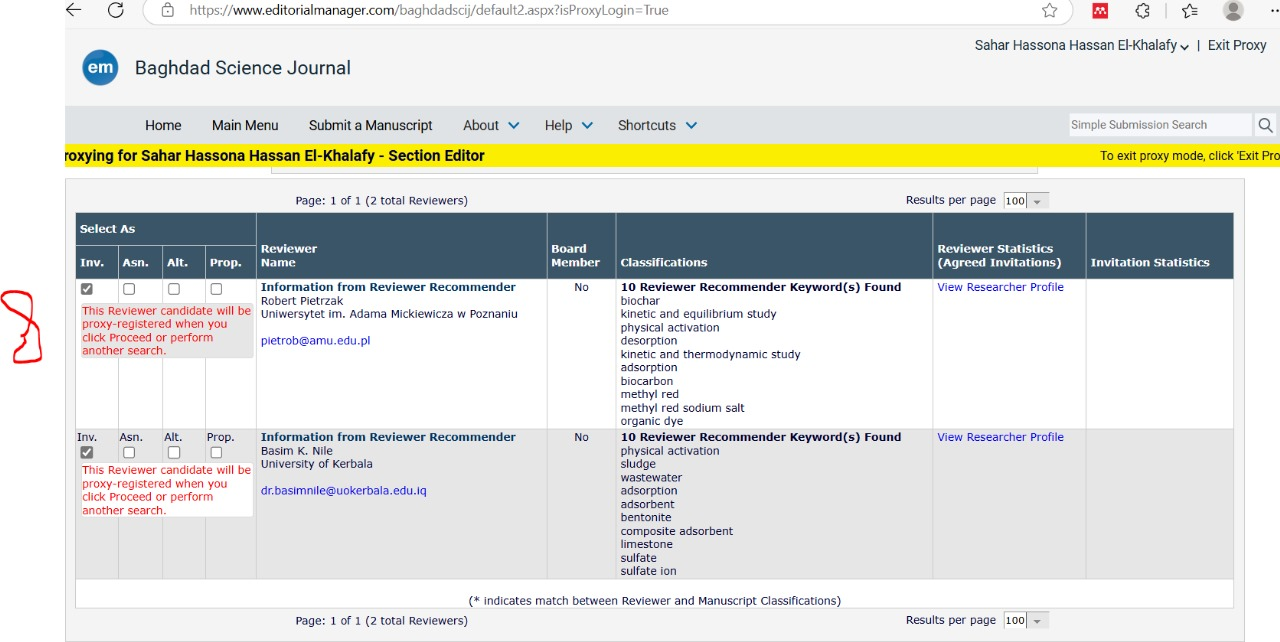 https://www.editorialmanager.com/baghdadscij/default2.aspx?isProxyLogin=True
Sahar Hassona Hassan El-Khalafy | Exit Proxy
em Baghdad Science Journal
Home Main Menu Submit a Manuscript About Help Shortcuts Simple Submission Search
roxying for Sahar Hassona Hassan El-Khalafy - Section Editor To exit proxy mode, click 'Exit Pro
Page: 1 of 1 (2 total Reviewers) Results per page 100
Select As
Inv. Asn. Alt. Prop.
Reviewer Name
Board Member
Classifications
Reviewer Statistics (Agreed Invitations)
Invitation Statistics
This Reviewer candidate will be
proxy-registered when you
click Proceed or perform
another search.
Information from Reviewer Recommender
Robert Pietrzak
Uniwersytet im. Adama Mickiewicza w Poznaniu
pietrob@amu.edu.pl
No
10 Reviewer Recommender Keyword(s) Found
biochar
kinetic and equilibrium study
physical activation
desorption
kinetic and thermodynamic study
adsorption
biocarbon
methyl red
methyl red sodium salt
organic dye
View Researcher Profile
Inv. Asn. Alt. Prop.
This Reviewer candidate will be
proxy-registered when you
click Proceed or perform
another search.
Information from Reviewer Recommender
Basim K. Nile
University of Kerbala
dr.basimnile@uokerbala.edu.iq
No
10 Reviewer Recommender Keyword(s) Found
physical activation
sludge
wastewater
adsorption
adsorbent
bentonite
composite adsorbent
limestone
sulfate
sulfate ion
View Researcher Profile
(* indicates match between Reviewer and Manuscript Classifications)
Page: 1 of 1 (2 total Reviewers) Results per page 100